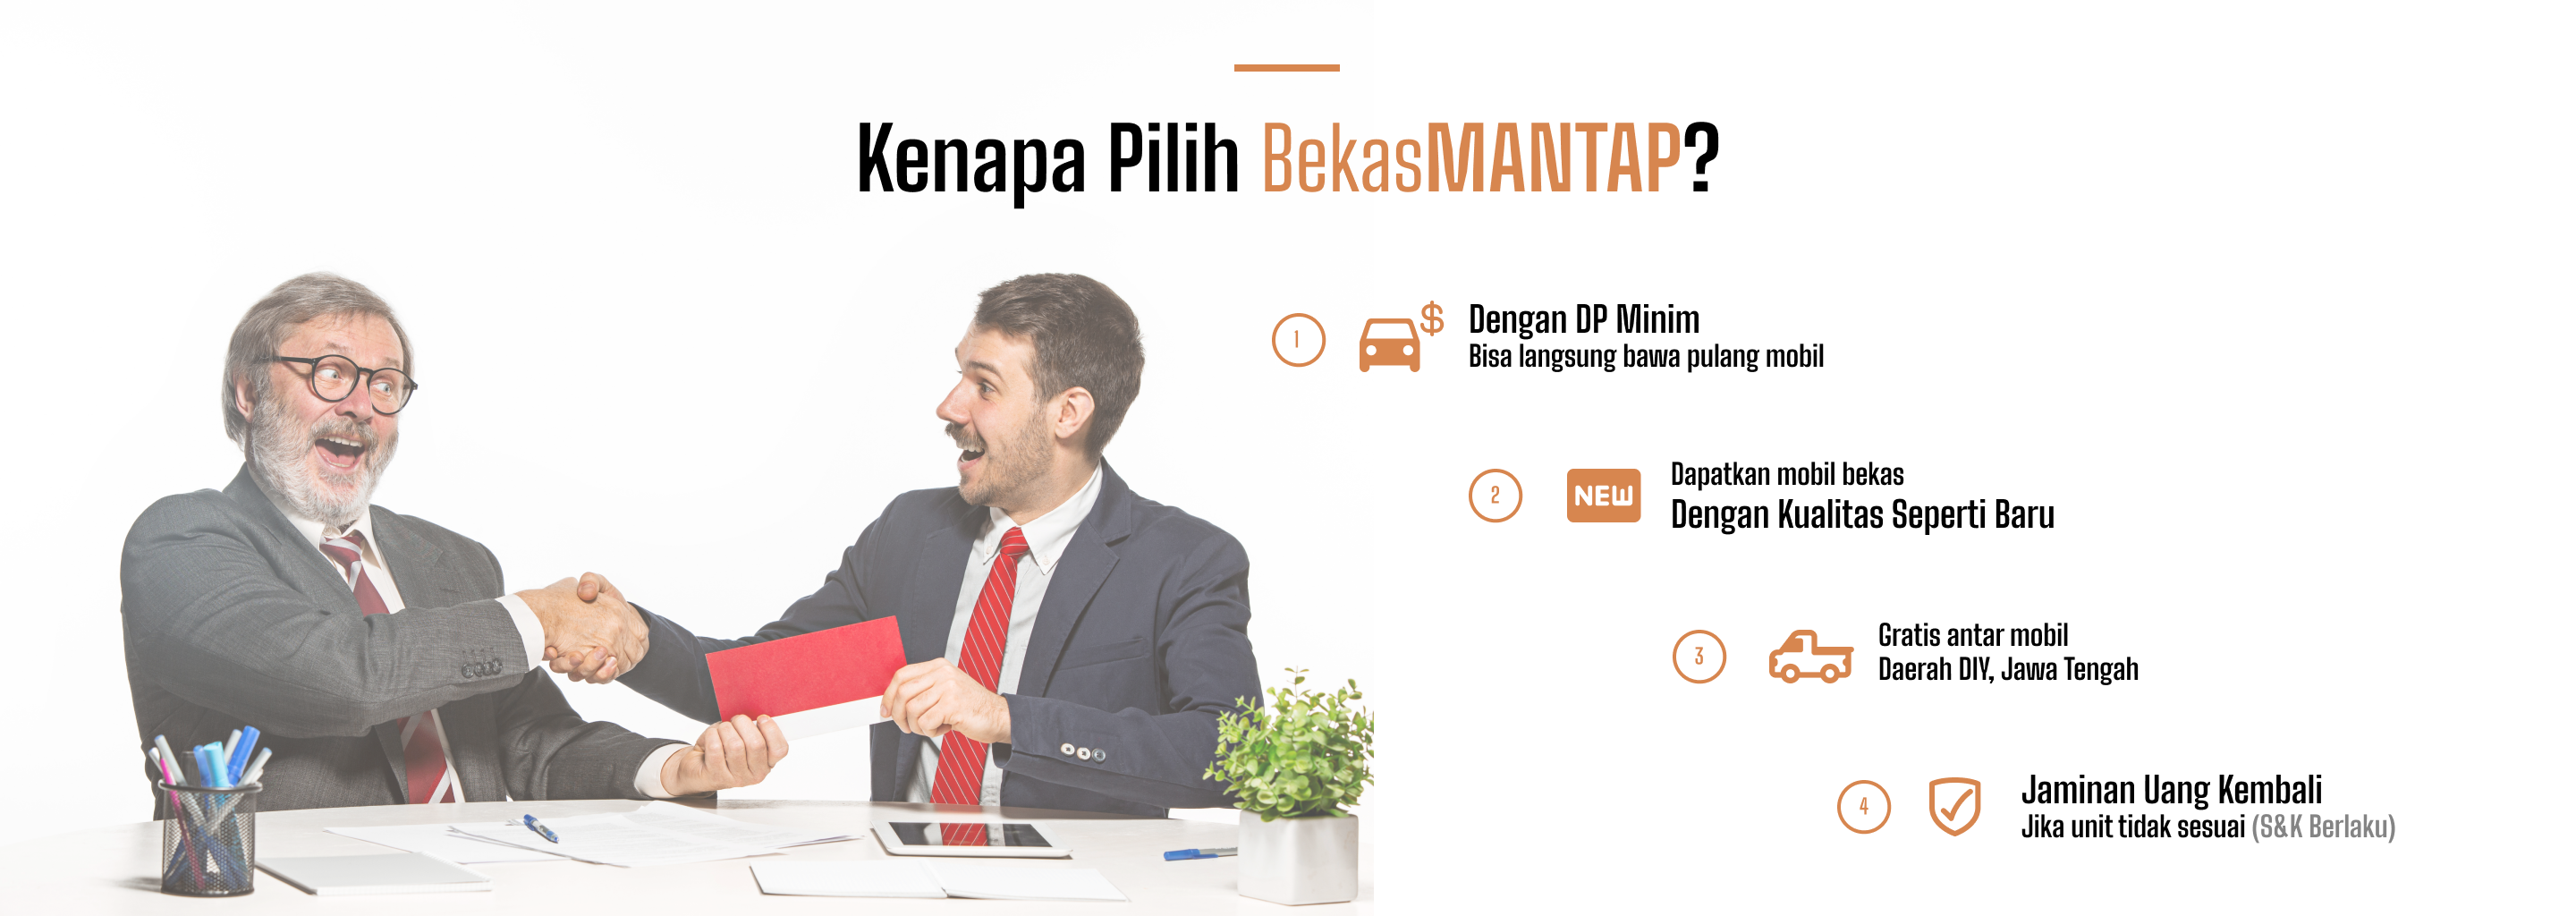 Kenapa Pilih BekasMANTAP?
1
$
Dengan DP Minim
Bisa langsung bawa pulang mobil
2
NEW
Dapatkan mobil bekas
Dengan Kualitas Seperti Baru
3
Gratis antar mobil
Daerah DIY, Jawa Tengah
4
Jaminan Uang Kembali
Jika unit tidak sesuai (S&K Berlaku)